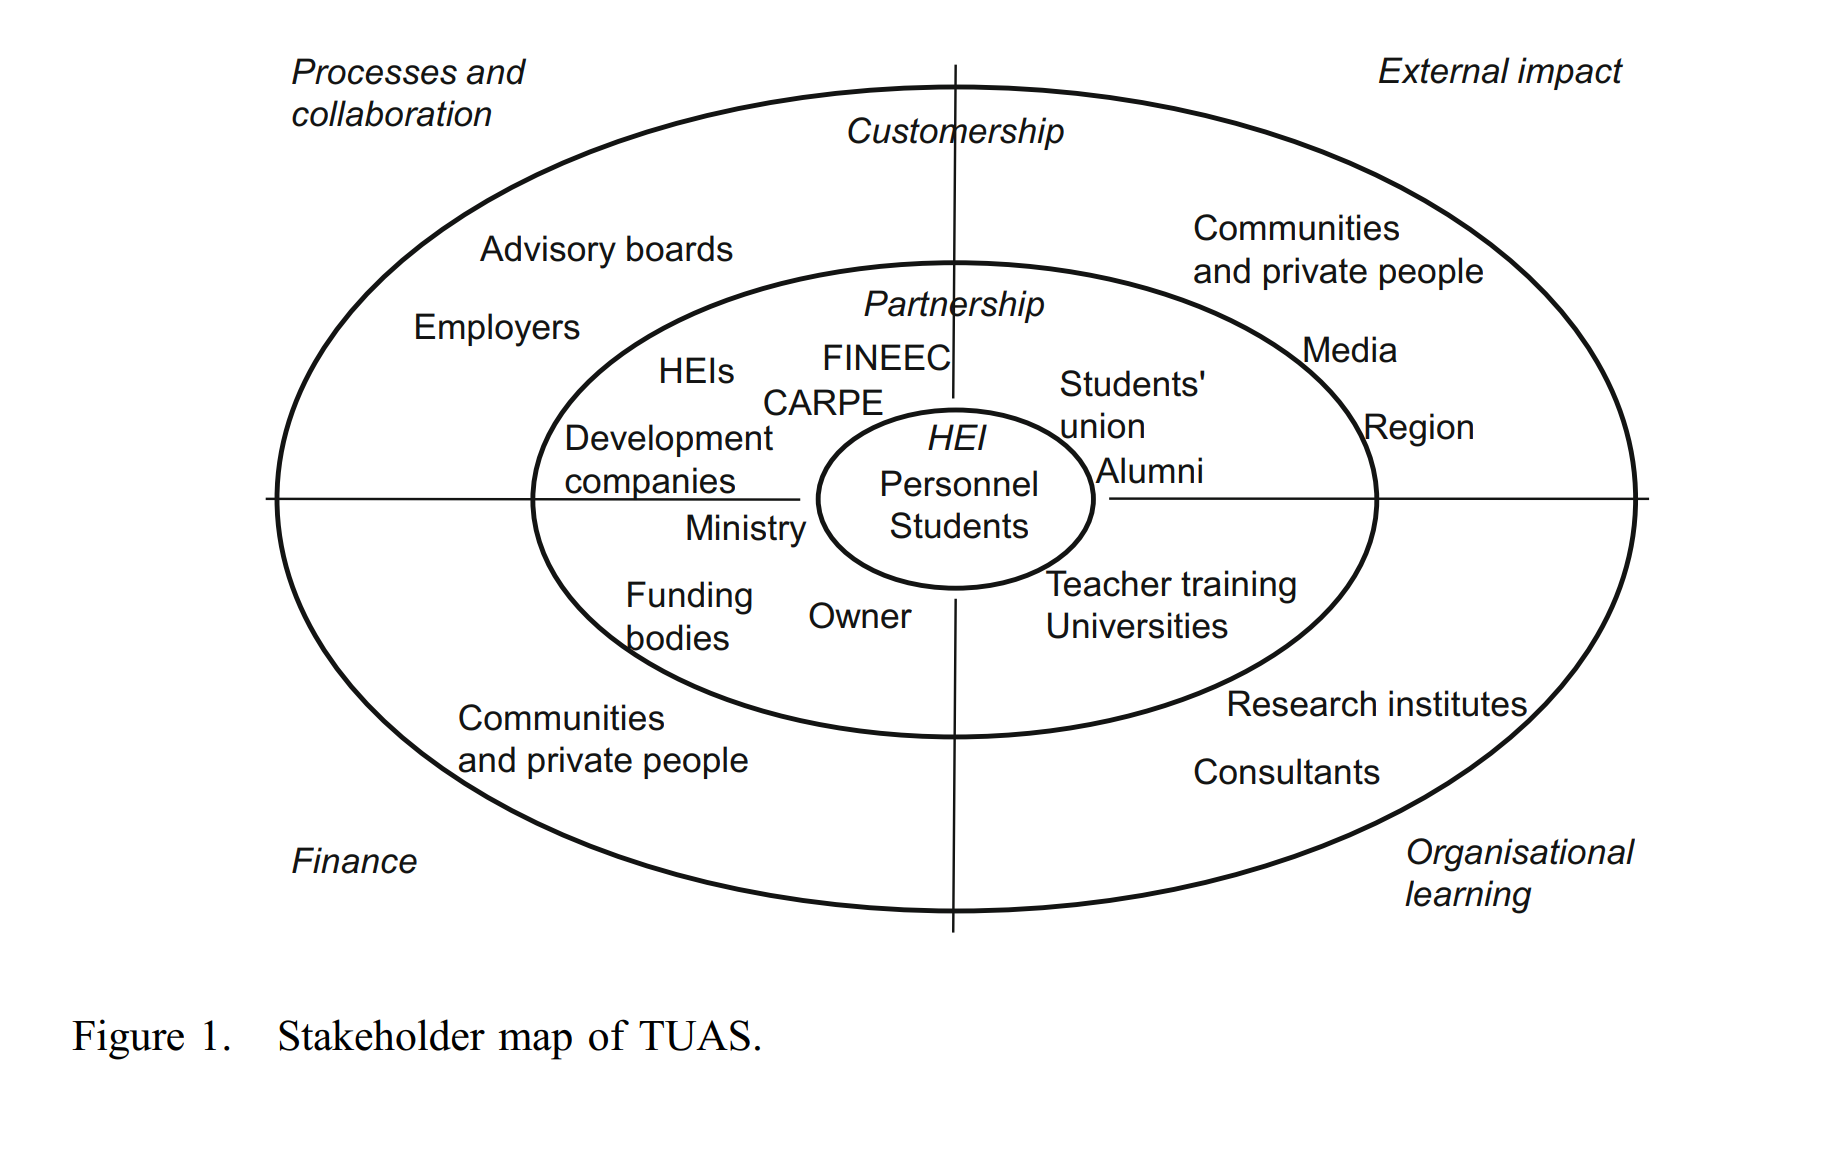 Processes and
collaboration
External impact
Customership
Advisory boards
Communities
and private people
Employers
Partnership
Media
HEIs
FINEEC
CARPE
Students'
union
Region
Development
companies
HEI
Alumni
Personnel
Students
Ministry
Funding
bodies
Owner
Teacher training
Universities
Communities
and private people
Research institutes
Consultants
Finance
Organisational
learning
Figure 1. Stakeholder map of TUAS.